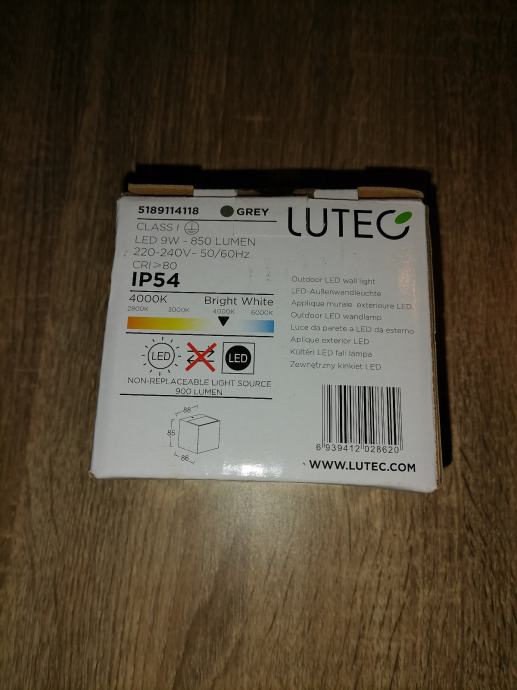 5189114118 GREY
LUTEC
CLASS I
LED 9W - 850 LUMEN
220-240V~ 50/60Hz
CRI>80
IP54
4000K Bright White
2800K 3000K 4000K 6000K
LED LED
NON-REPLACEABLE LIGHT SOURCE
900 LUMEN
88
85
86
Outdoor LED wall light
LED-Außenwandleuchte
Applique murale exterieure LED
Outdoor LED wandlamp
Luce da parete a LED da esterno
Aplique exterior LED
Kültéri LED fali lámpa
Zewnętrzny kinkiet LED
6 939412 028620
WWW.LUTEC.COM